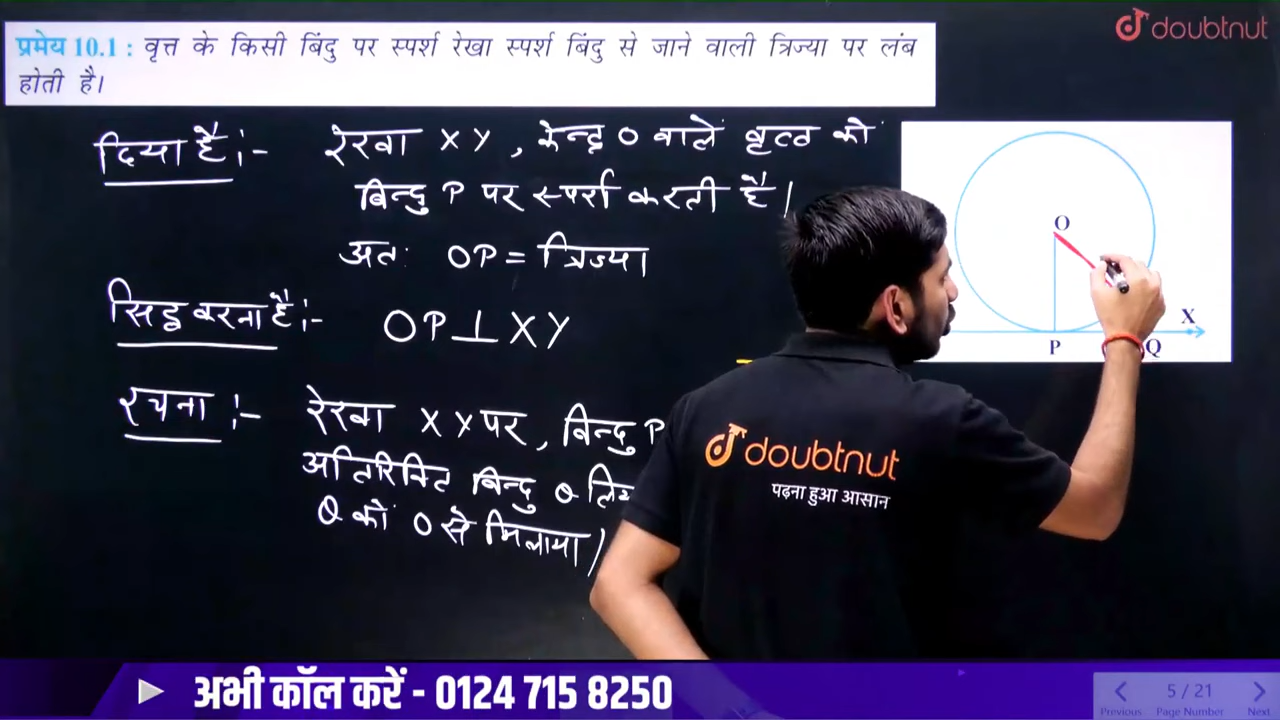 doubtnut
प्रमेय 10.1 : वृत्त के किसी बिंदु पर स्पर्श रेखा स्पर्श बिंदु से जाने वाली त्रिज्या पर लंब
होती है।
दिया है:- रेखा XY, केन्द्र O वाले वृत्त को
बिन्दु P पर स्पर्श करती है।
अतः OP = त्रिज्या
सिद्ध करना है:- OP⊥XY
रचना :- रेखा XY पर, बिन्दु P
अतिरिक्त बिन्दु Q
Q को O से मिलाया।
O
X
P
Q
doubtnut
पढ़ना हुआ आसान
अभी कॉल करें - 0124 715 8250
5 / 21
Previous Page Number Next